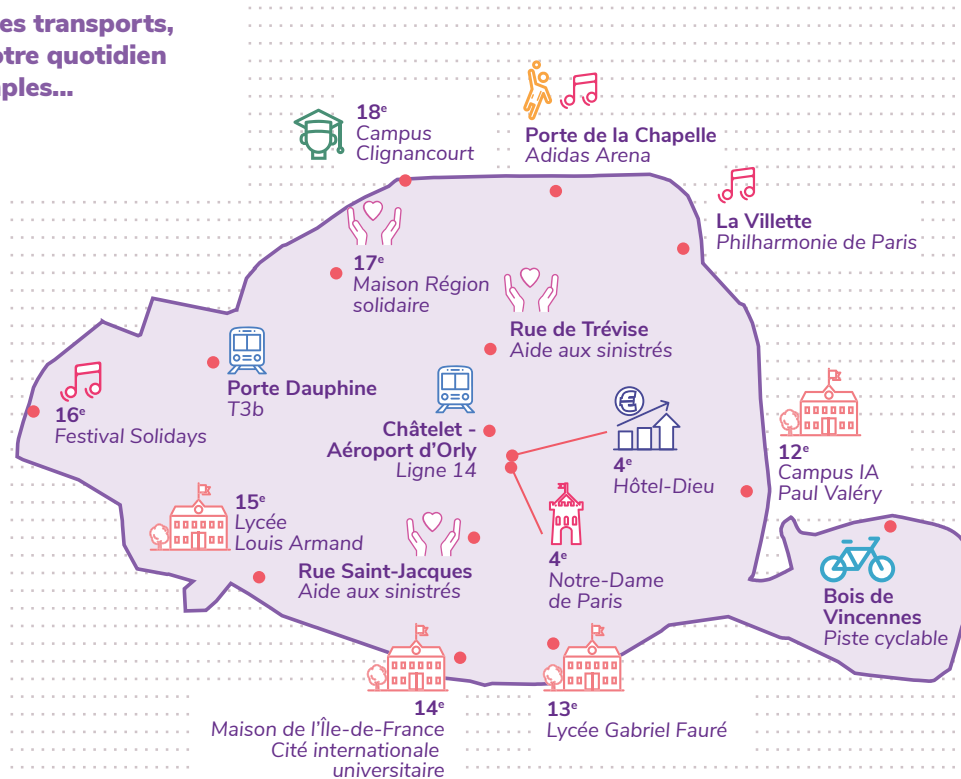 es transports,
otre quotidien
ples...
18e
Campus
Clignancourt
Porte de la Chapelle
Adidas Arena
La Villette
Philharmonie de Paris
17e
Maison Région
solidaire
Rue de Trévise
Aide aux sinistrés
Porte Dauphine
T3b
16e
Festival Solidays
Châtelet -
Aéroport d'Orly
Ligne 14
4e
Hôtel-Dieu
12e
Campus IA
Paul Valéry
15e
Lycée
Louis Armand
Rue Saint-Jacques
Aide aux sinistrés
4e
Notre-Dame
de Paris
Bois de
Vincennes
Piste cyclable
14e
Maison de l'Île-de-France
Cité internationale
universitaire
13e
Lycée Gabriel Fauré